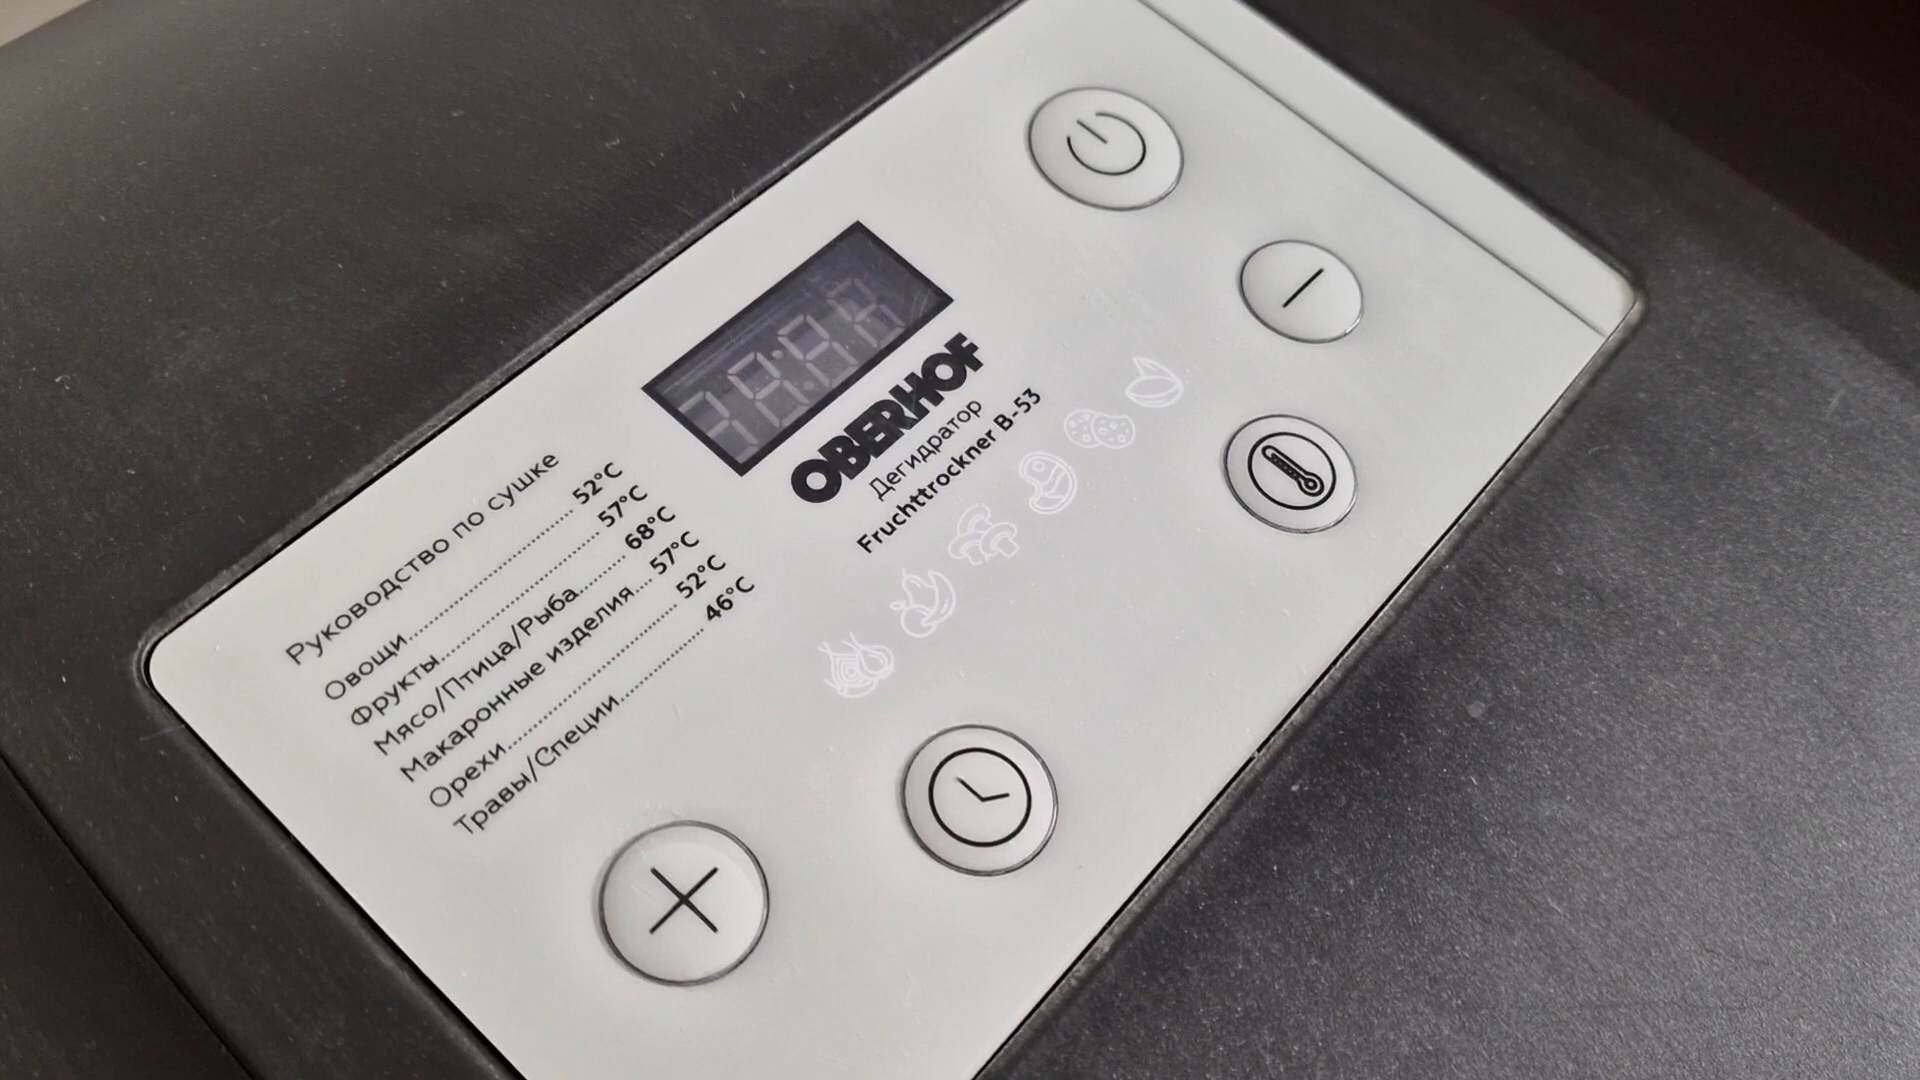 OBERHOF
Дегидратор
Fruchttrockner B-53
Руководство по сушке
Овощи.................................... 52°C
Фрукты................................. 57°C
Мясо/Птица/Рыба.......... 68°C
Макаронные изделия... 57°C
Орехи.................................... 52°C
Травы/Специи.................. 46°C